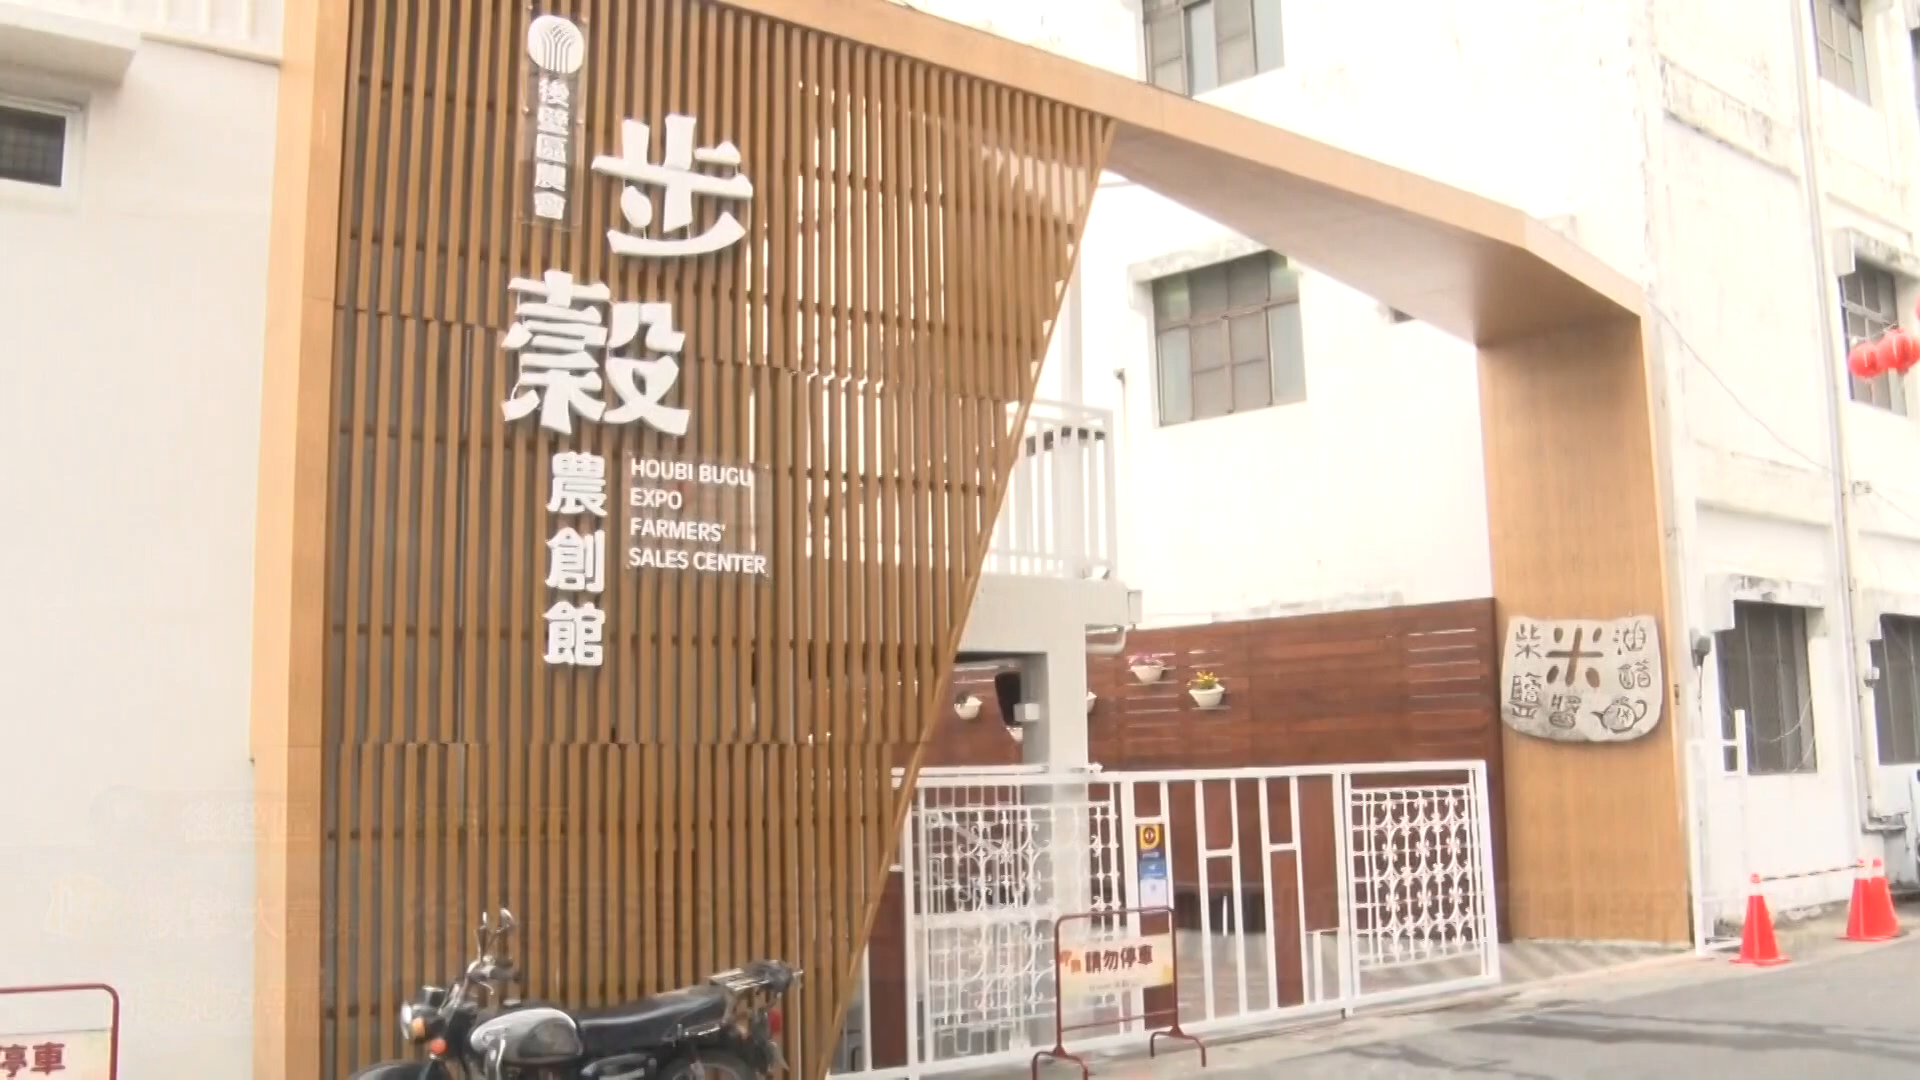 後壁區農會
步穀
農創館
HOUBI BUGU
EXPO
FARMERS'
SALES CENTER
柴米油
鹽醬醋
請勿停車
停車